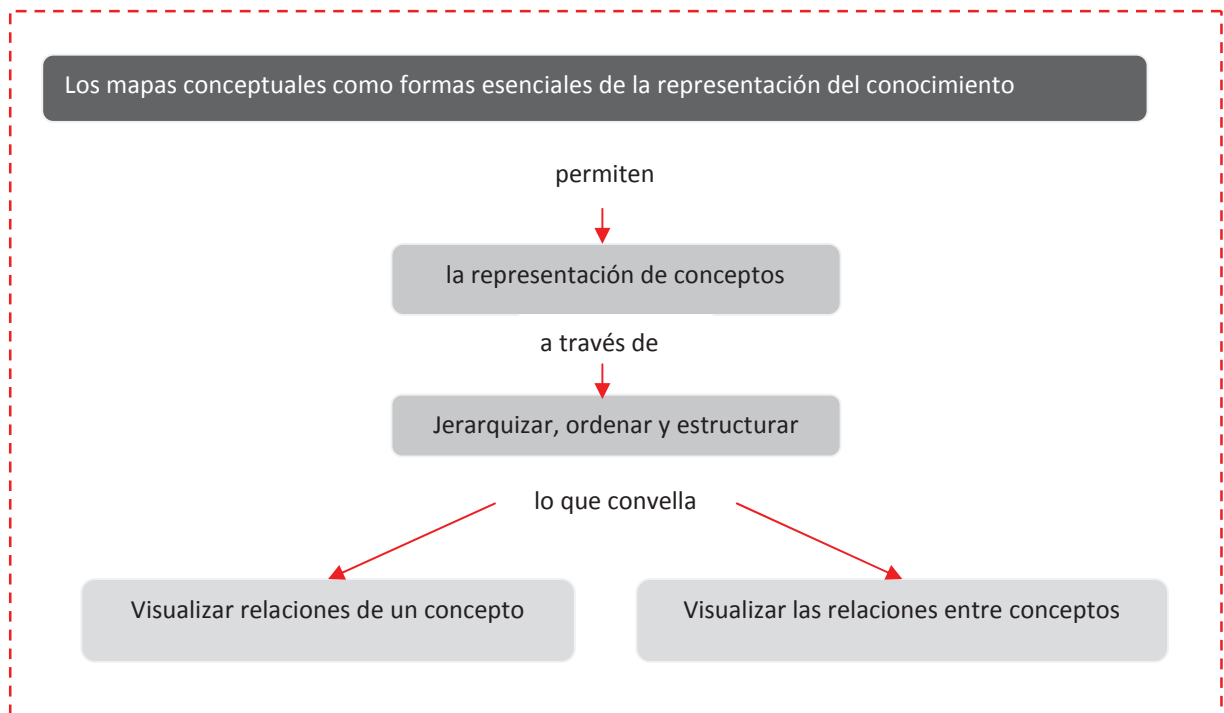 Los mapas conceptuales como formas esenciales de la representación del conocimiento
permiten
la representación de conceptos
a través de
Jerarquizar, ordenar y estructurar
lo que convella
Visualizar relaciones de un concepto
Visualizar las relaciones entre conceptos